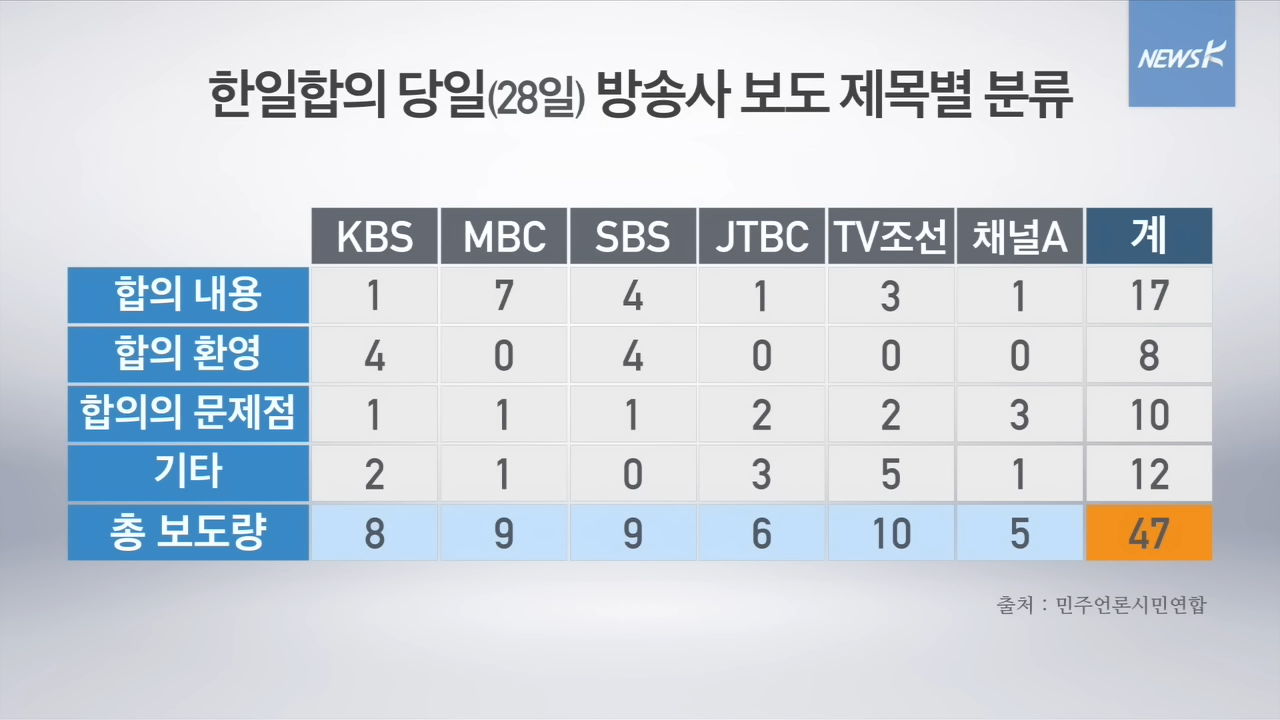 NEWS K
한일합의 당일(28일) 방송사 보도 제목별 분류
KBS MBC SBS JTBC TV조선 채널A 계
합의 내용 1 7 4 1 3 1 17
합의 환영 4 0 4 0 0 0 8
합의의 문제점 1 1 1 2 2 3 10
기타 2 1 0 3 5 1 12
총 보도량 8 9 9 6 10 5 47
출처 : 민주언론시민연합